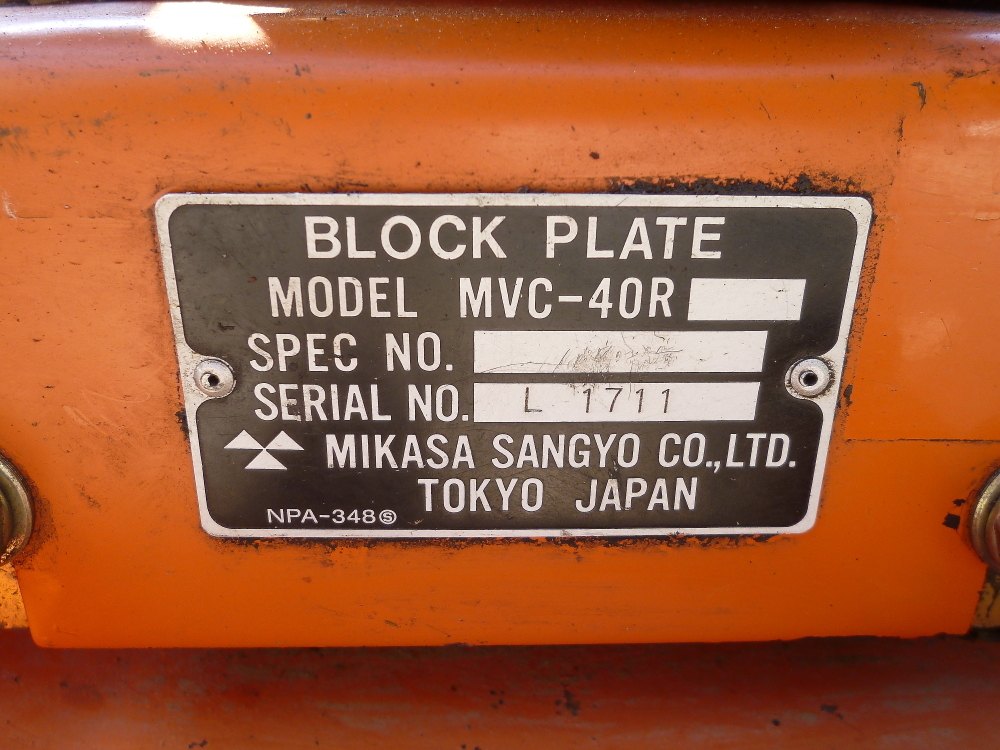 BLOCK PLATE
MODEL MVC-40R
SPEC NO.
SERIAL NO. L 1711
MIKASA SANGYO CO., LTD.
TOKYO JAPAN
NPA-348Ⓢ